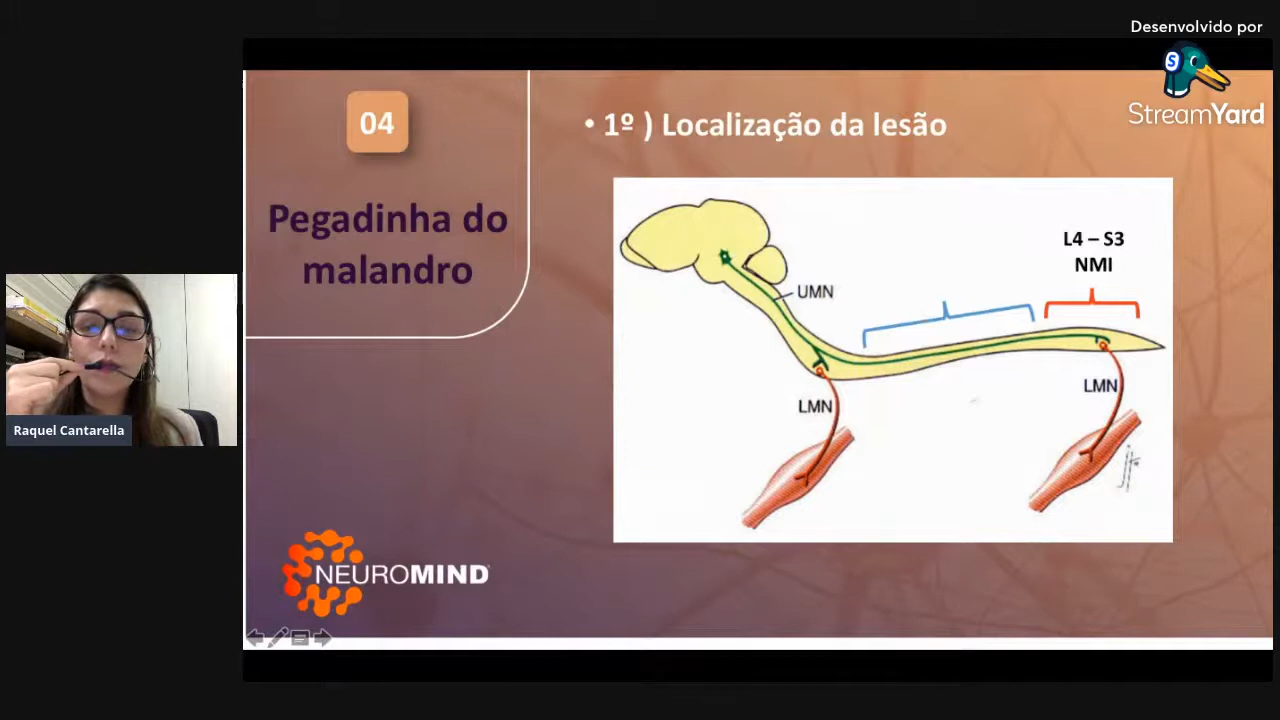 Desenvolvido por
StreamYard
04
Pegadinha do
malandro
• 1º ) Localização da lesão
L4 – S3
NMI
UMN
LMN
LMN
Raquel Cantarella
NEUROMIND